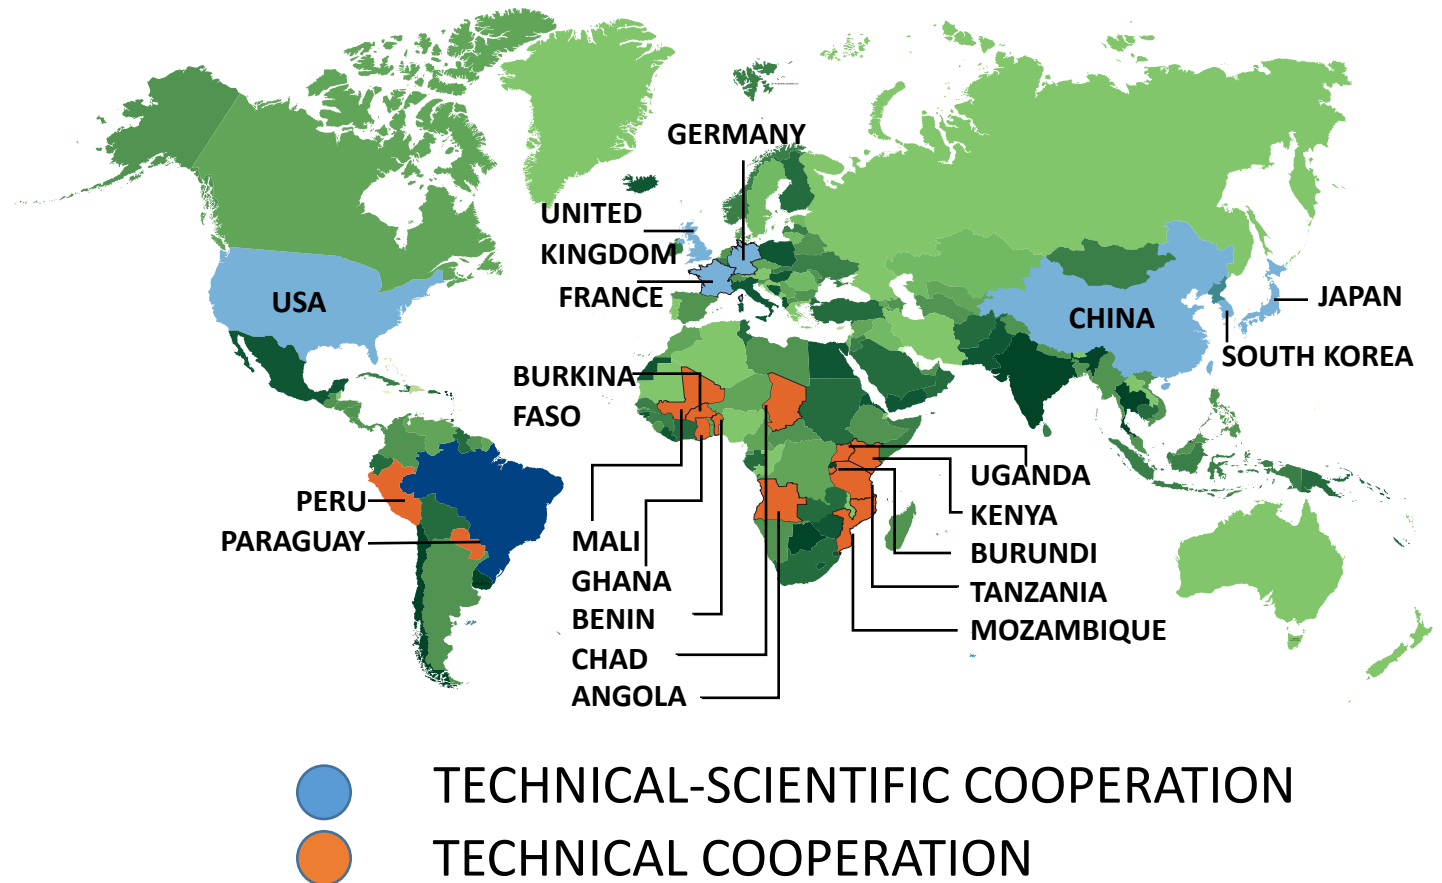 GERMANY
UNITED
KINGDOM
FRANCE
USA
CHINA
JAPAN
SOUTH KOREA
BURKINA
FASO
PERU
PARAGUAY
MALI
GHANA
BENIN
CHAD
ANGOLA
UGANDA
KENYA
BURUNDI
TANZANIA
MOZAMBIQUE
TECHNICAL-SCIENTIFIC COOPERATION
TECHNICAL COOPERATION